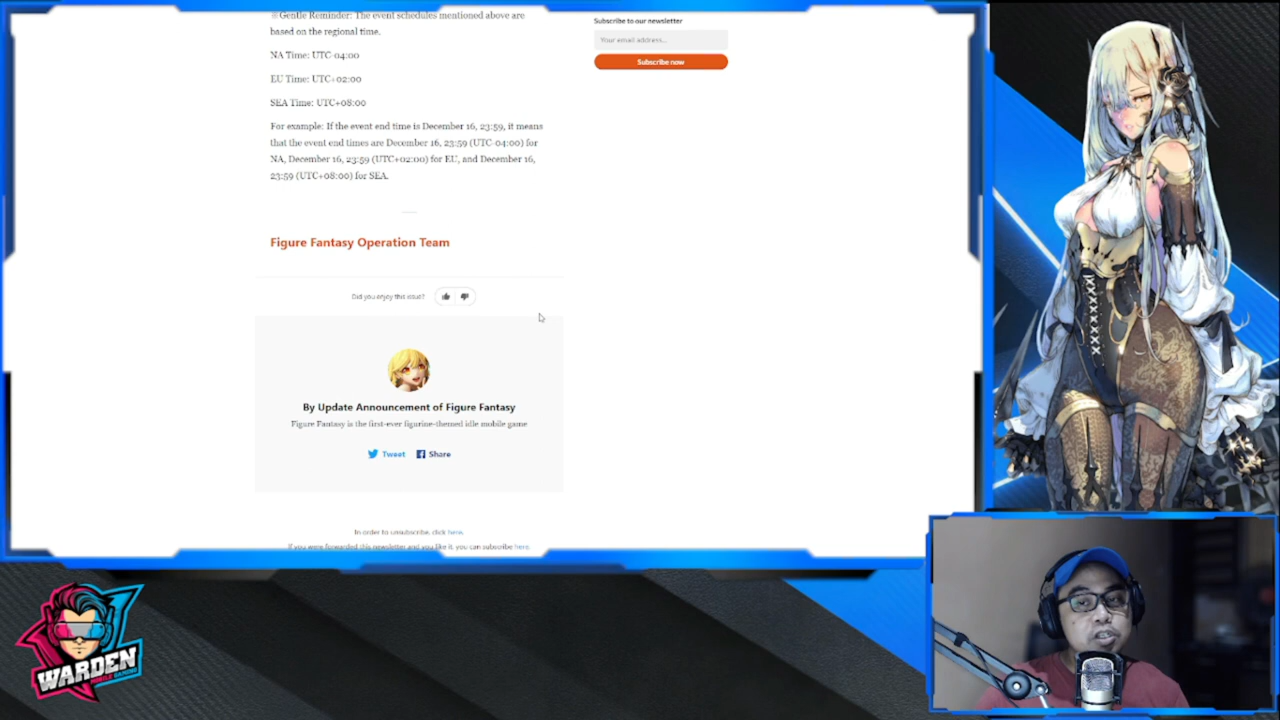 ※Gentle Reminder: The event schedules mentioned above are
based on the regional time.
NA Time: UTC-04:00
EU Time: UTC+02:00
SEA Time: UTC+08:00
For example: If the event end time is December 16, 23:59, it means
that the event end times are December 16, 23:59 (UTC-04:00) for
NA, December 16, 23:59 (UTC+02:00) for EU, and December 16,
23:59 (UTC+08:00) for SEA.
Figure Fantasy Operation Team
Did you enjoy this issue?
By Update Announcement of Figure Fantasy
Figure Fantasy is the first-ever figurine-themed idle mobile game
Tweet Share
In order to unsubscribe, click here.
If you were forwarded this newsletter and you like it, you can subscribe here.
Subscribe to our newsletter
Your email address...
Subscribe now
WARDEN
MOBILE GAMING